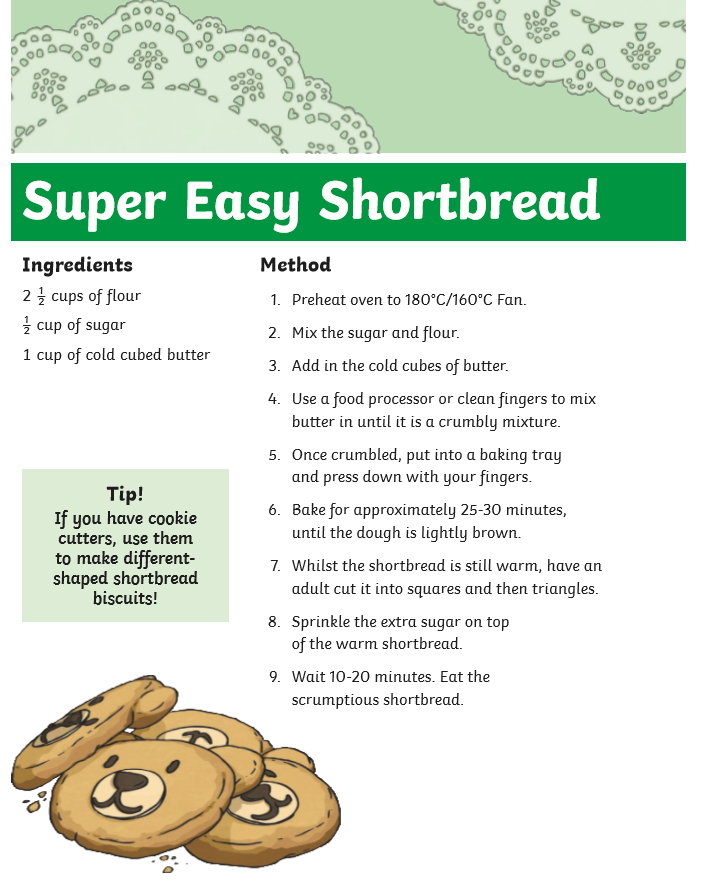 Super Easy Shortbread
Ingredients
2 ½ cups of flour
½ cup of sugar
1 cup of cold cubed butter
Tip!
If you have cookie
cutters, use them
to make different-
shaped shortbread
biscuits!
Method
1. Preheat oven to 180°C/160°C Fan.
2. Mix the sugar and flour.
3. Add in the cold cubes of butter.
4. Use a food processor or clean fingers to mix
butter in until it is a crumbly mixture.
5. Once crumbled, put into a baking tray
and press down with your fingers.
6. Bake for approximately 25-30 minutes,
until the dough is lightly brown.
7. Whilst the shortbread is still warm, have an
adult cut it into squares and then triangles.
8. Sprinkle the extra sugar on top
of the warm shortbread.
9. Wait 10-20 minutes. Eat the
scrumptious shortbread.